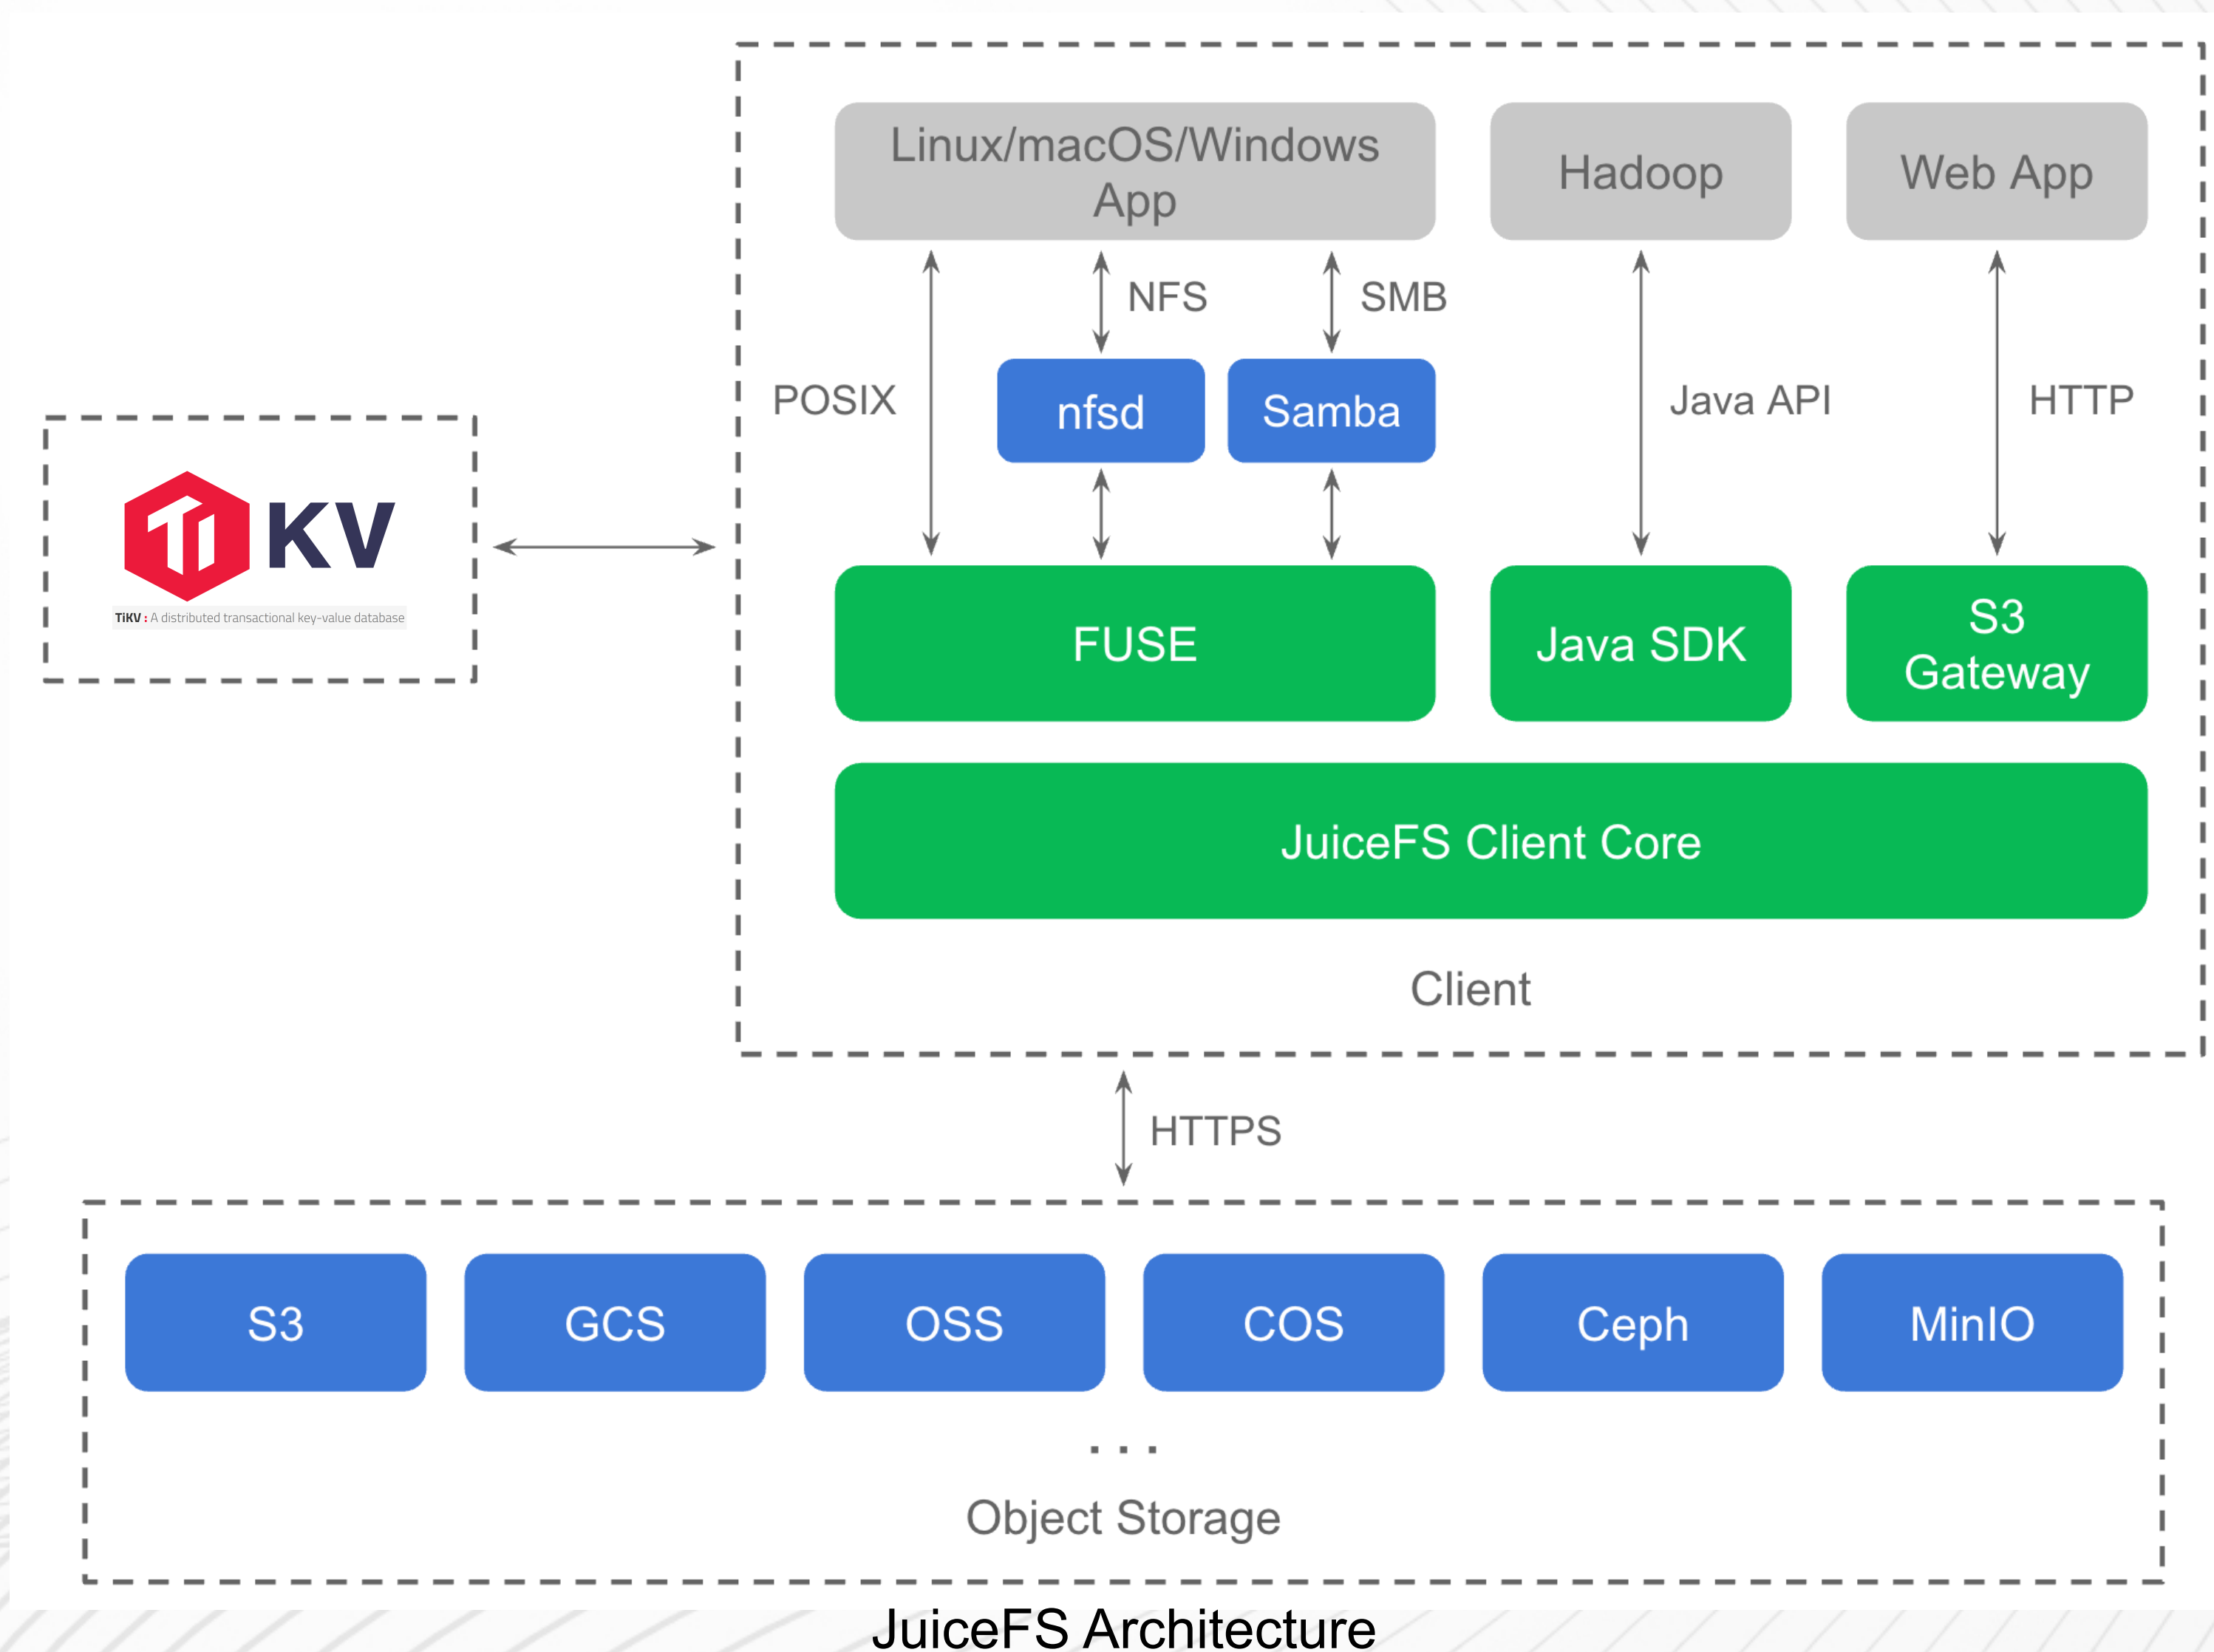 Linux/macOS/Windows
App
Hadoop
Web App
NFS
SMB
POSIX
nfsd
Samba
Java API
HTTP
TiKV
TiKV : A distributed transactional key-value database
FUSE
Java SDK
S3
Gateway
JuiceFS Client Core
Client
HTTPS
S3
GCS
OSS
COS
Ceph
MinIO
...
Object Storage
JuiceFS Architecture